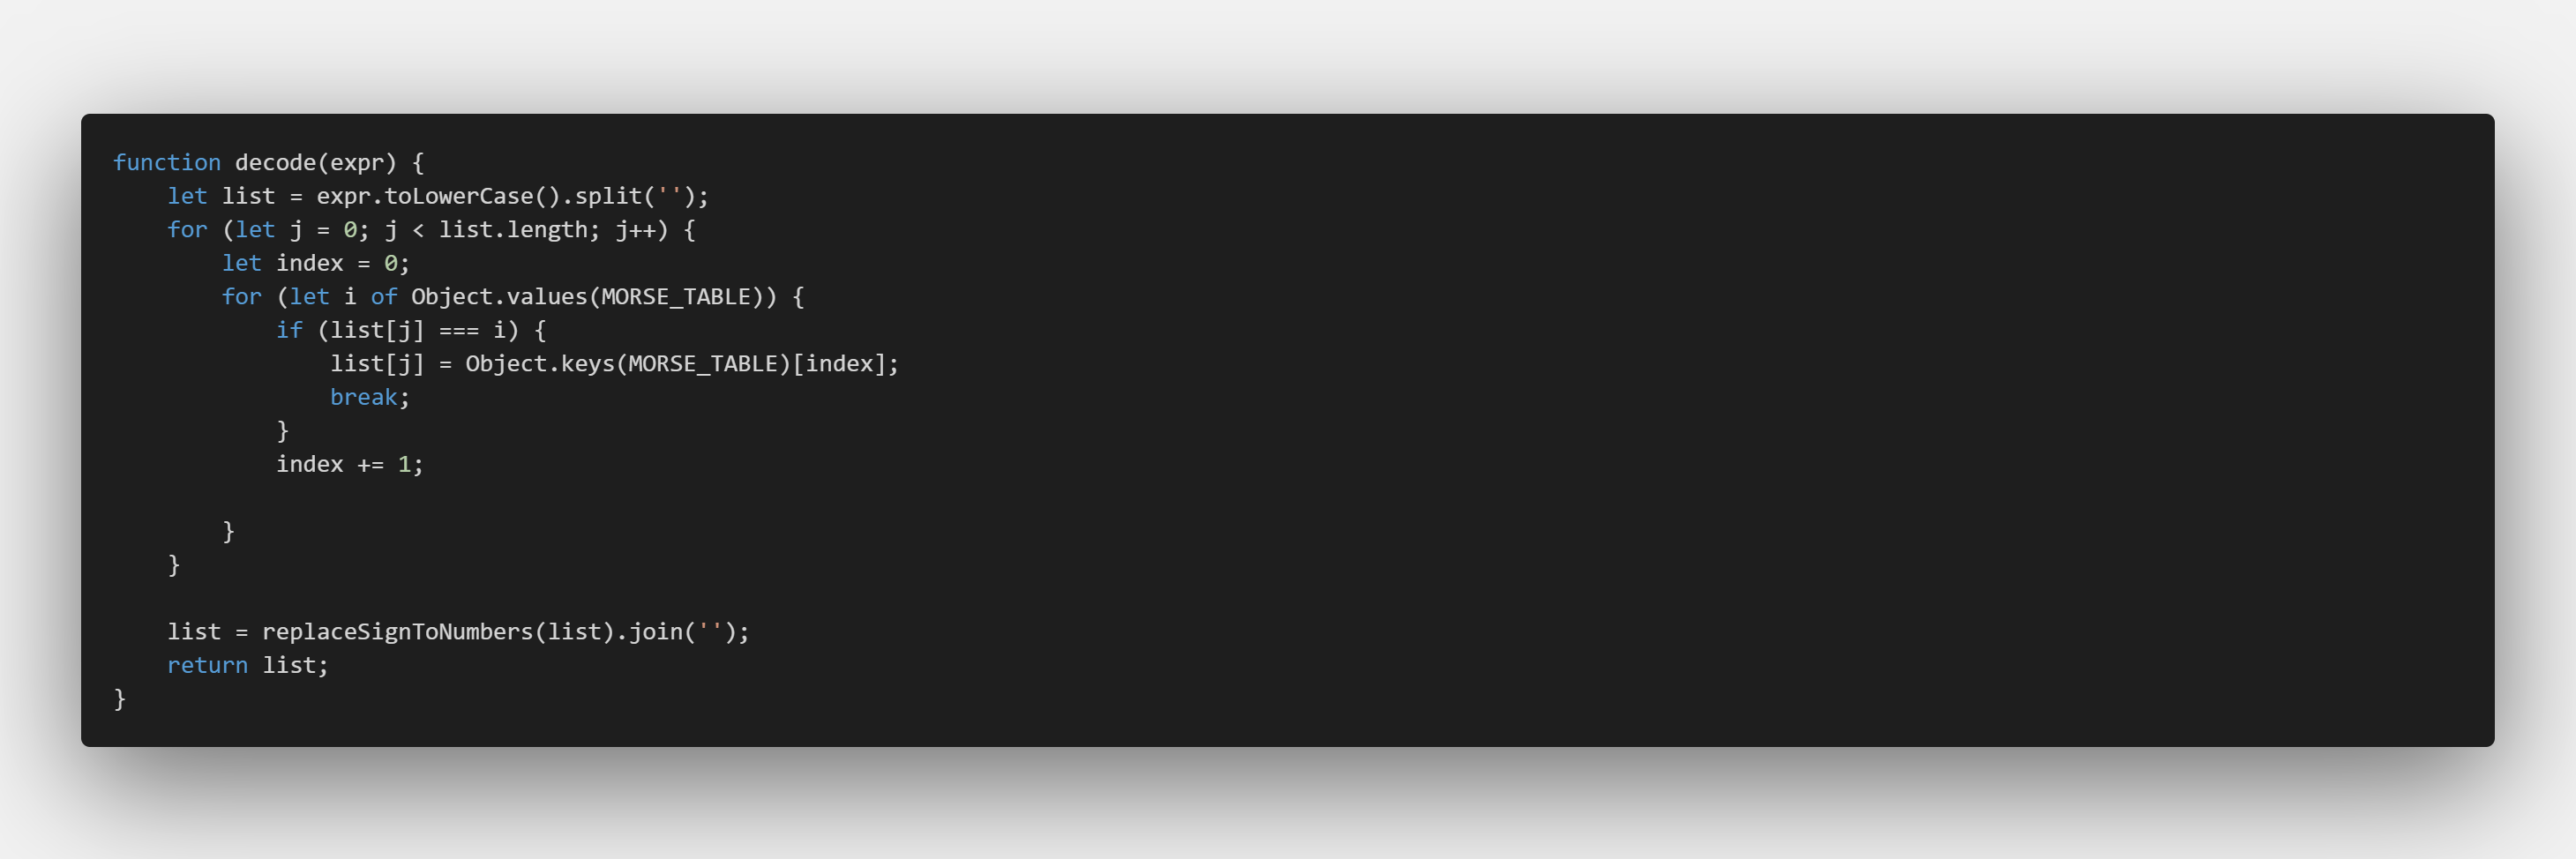 function decode(expr) {
    let list = expr.toLowerCase().split('');
    for (let j = 0; j < list.length; j++) {
        let index = 0;
        for (let i of Object.values(MORSE_TABLE)) {
            if (list[j] === i) {
                list[j] = Object.keys(MORSE_TABLE)[index];
                break;
            }
            index += 1;

        }
    }

    list = replaceSignToNumbers(list).join('');
    return list;
}